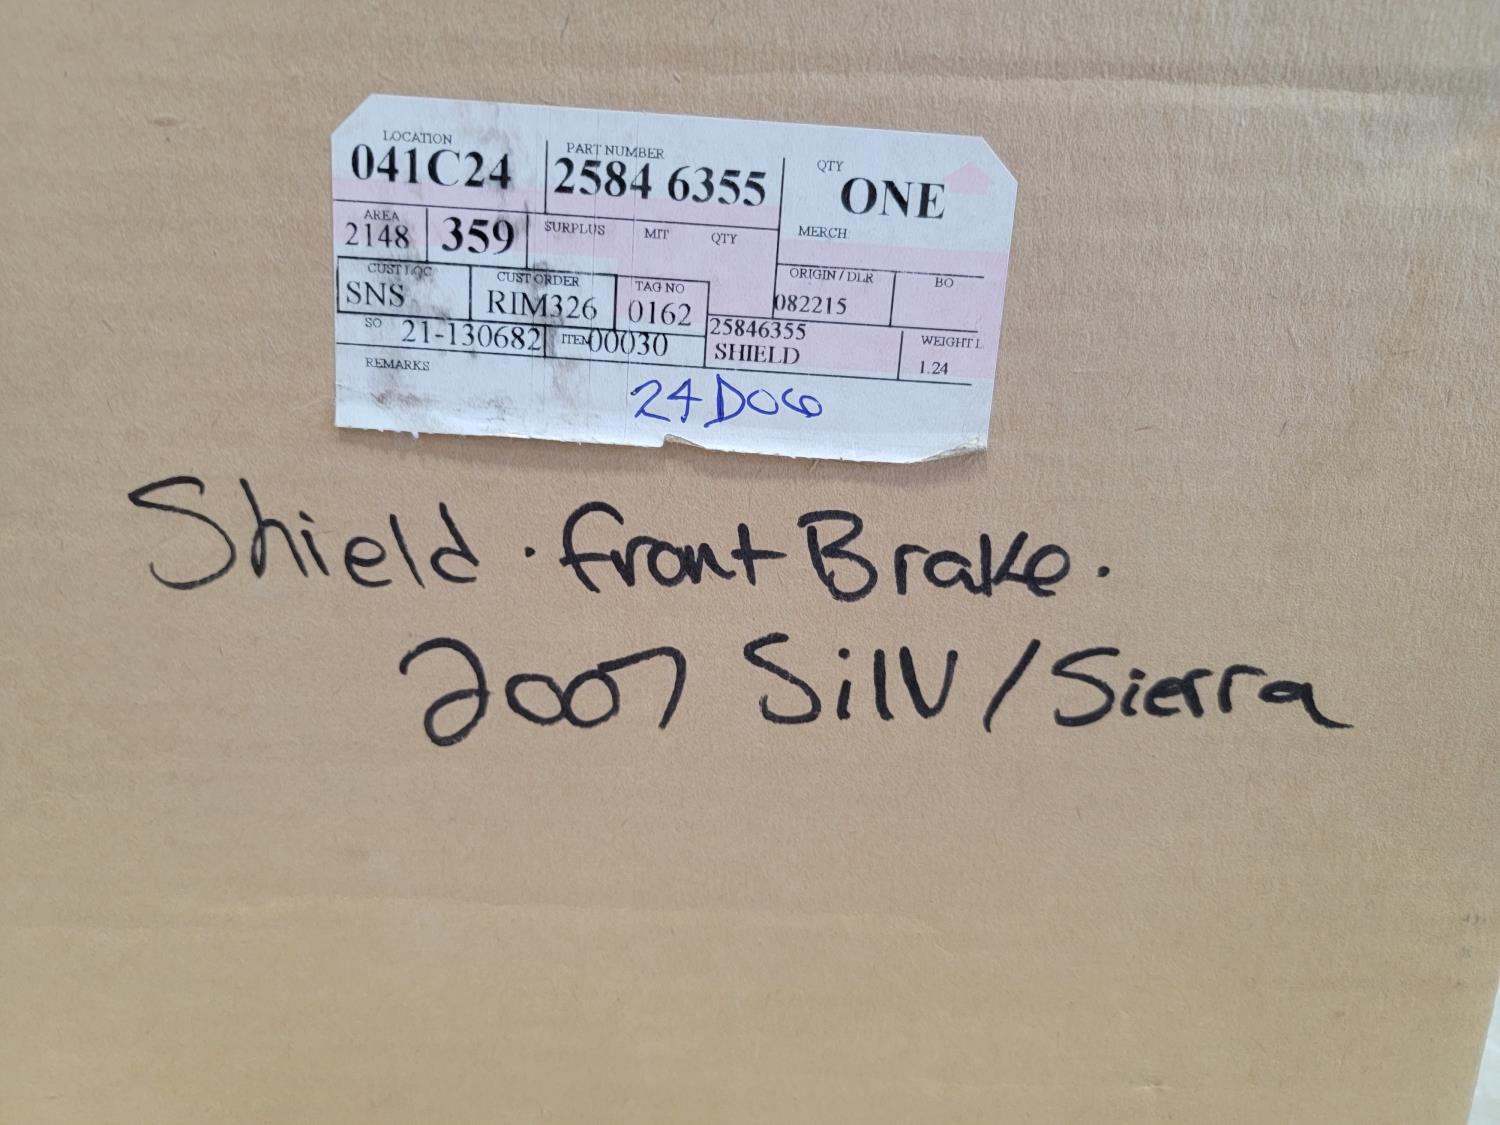 LOCATION PART NUMBER QTY
041C24 2584 6355 ONE
AREA SURPLUS MIT QTY MERCH
2148 359
CUST LOC CUST ORDER TAG NO ORIGIN / DLR BO
SNS RIM326 0162 082215
SO 21-130682 ITEM 00030 25846355 WEIGHT L
SHIELD 1.24
REMARKS
24D06
Shield . front Brake.
2007 Silv / Sierra